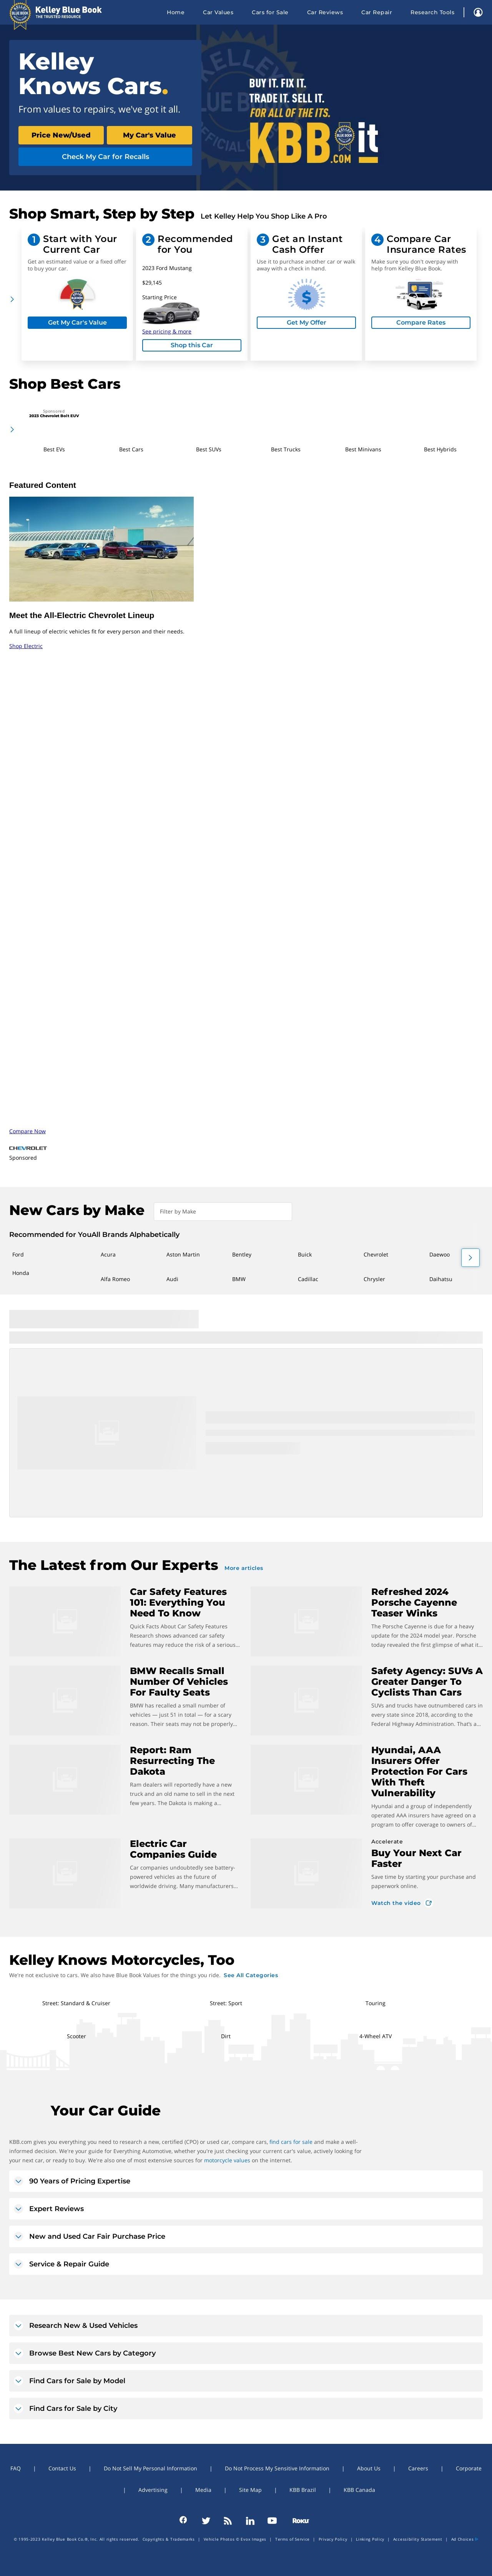 Kelley Blue Book
THE TRUSTED RESOURCE
Home
Car Values
Cars for Sale
Car Reviews
Car Repair
Research Tools
Kelley
Knows Cars.
From values to repairs, we've got it all.
Price New/Used
My Car's Value
Check My Car for Recalls
BUY IT. FIX IT.
TRADE IT. SELL IT.
FOR ALL OF THE ITS.
KBB.COM it
Shop Smart, Step by Step
Let Kelley Help You Shop Like A Pro
1
Start with Your
Current Car
Get an estimated value or a fixed offer
to buy your car.
Get My Car's Value
2
Recommended
for You
2023 Ford Mustang
$29,145
Starting Price
See pricing & more
Shop this Car
3
Get an Instant
Cash Offer
Use it to purchase another car or walk
away with a check in hand.
Get My Offer
4
Compare Car
Insurance Rates
Make sure you don't overpay with
help from Kelley Blue Book.
Compare Rates
Shop Best Cars
Sponsored
2023 Chevrolet Bolt EUV
Best EVs
Best Cars
Best SUVs
Best Trucks
Best Minivans
Best Hybrids
Featured Content
Meet the All-Electric Chevrolet Lineup
A full lineup of electric vehicles fit for every person and their needs.
Shop Electric
Compare Now
CHEVROLET
Sponsored
New Cars by Make
Filter by Make
Recommended for YouAll Brands Alphabetically
Ford
Acura
Aston Martin
Bentley
Buick
Chevrolet
Daewoo
Honda
Alfa Romeo
Audi
BMW
Cadillac
Chrysler
Daihatsu
The Latest from Our Experts
More articles
Car Safety Features
101: Everything You
Need To Know
Quick Facts About Car Safety Features
Research shows advanced car safety
features may reduce the risk of a serious...
Refreshed 2024
Porsche Cayenne
Teaser Winks
The Porsche Cayenne is due for a heavy
update for the 2024 model year. Porsche
today revealed the first glimpse of what it...
BMW Recalls Small
Number Of Vehicles
For Faulty Seats
BMW has recalled a small number of
vehicles — just 51 in total — for a scary
reason. Their seats may not be properly...
Safety Agency: SUVs A
Greater Danger To
Cyclists Than Cars
SUVs and trucks have outnumbered cars in
every state since 2018, according to the
Federal Highway Administration. That's a...
Report: Ram
Resurrecting The
Dakota
Ram dealers will reportedly have a new
truck and an old name to sell in the next
few years. The Dakota is making a...
Hyundai, AAA
Insurers Offer
Protection For Cars
With Theft
Vulnerability
Hyundai and a group of independently
operated AAA insurers have agreed on a
program to offer coverage to owners of...
Electric Car
Companies Guide
Car companies undoubtedly see battery-
powered vehicles as the future of
worldwide driving. Many manufacturers...
Accelerate
Buy Your Next Car
Faster
Save time by starting your purchase and
paperwork online.
Watch the video
Kelley Knows Motorcycles, Too
We're not exclusive to cars. We also have Blue Book Values for the things you ride.
See All Categories
Street: Standard & Cruiser
Street: Sport
Touring
Scooter
Dirt
4-Wheel ATV
Your Car Guide
KBB.com gives you everything you need to research a new, certified (CPO) or used car, compare cars, find cars for sale and make a well-
informed decision. We're your guide for Everything Automotive, whether you're just checking your current car's value, actively looking for
your next car, or ready to buy. We're also one of most extensive sources for motorcycle values on the internet.
90 Years of Pricing Expertise
Expert Reviews
New and Used Car Fair Purchase Price
Service & Repair Guide
Research New & Used Vehicles
Browse Best New Cars by Category
Find Cars for Sale by Model
Find Cars for Sale by City
FAQ | Contact Us | Do Not Sell My Personal Information | Do Not Process My Sensitive Information | About Us | Careers | Corporate
| Advertising | Media | Site Map | KBB Brazil | KBB Canada
Roku
© 1995-2023 Kelley Blue Book Co.®, Inc. All rights reserved. Copyrights & Trademarks | Vehicle Photos © Evox Images | Terms of Service | Privacy Policy | Linking Policy | Accessibility Statement | Ad Choices